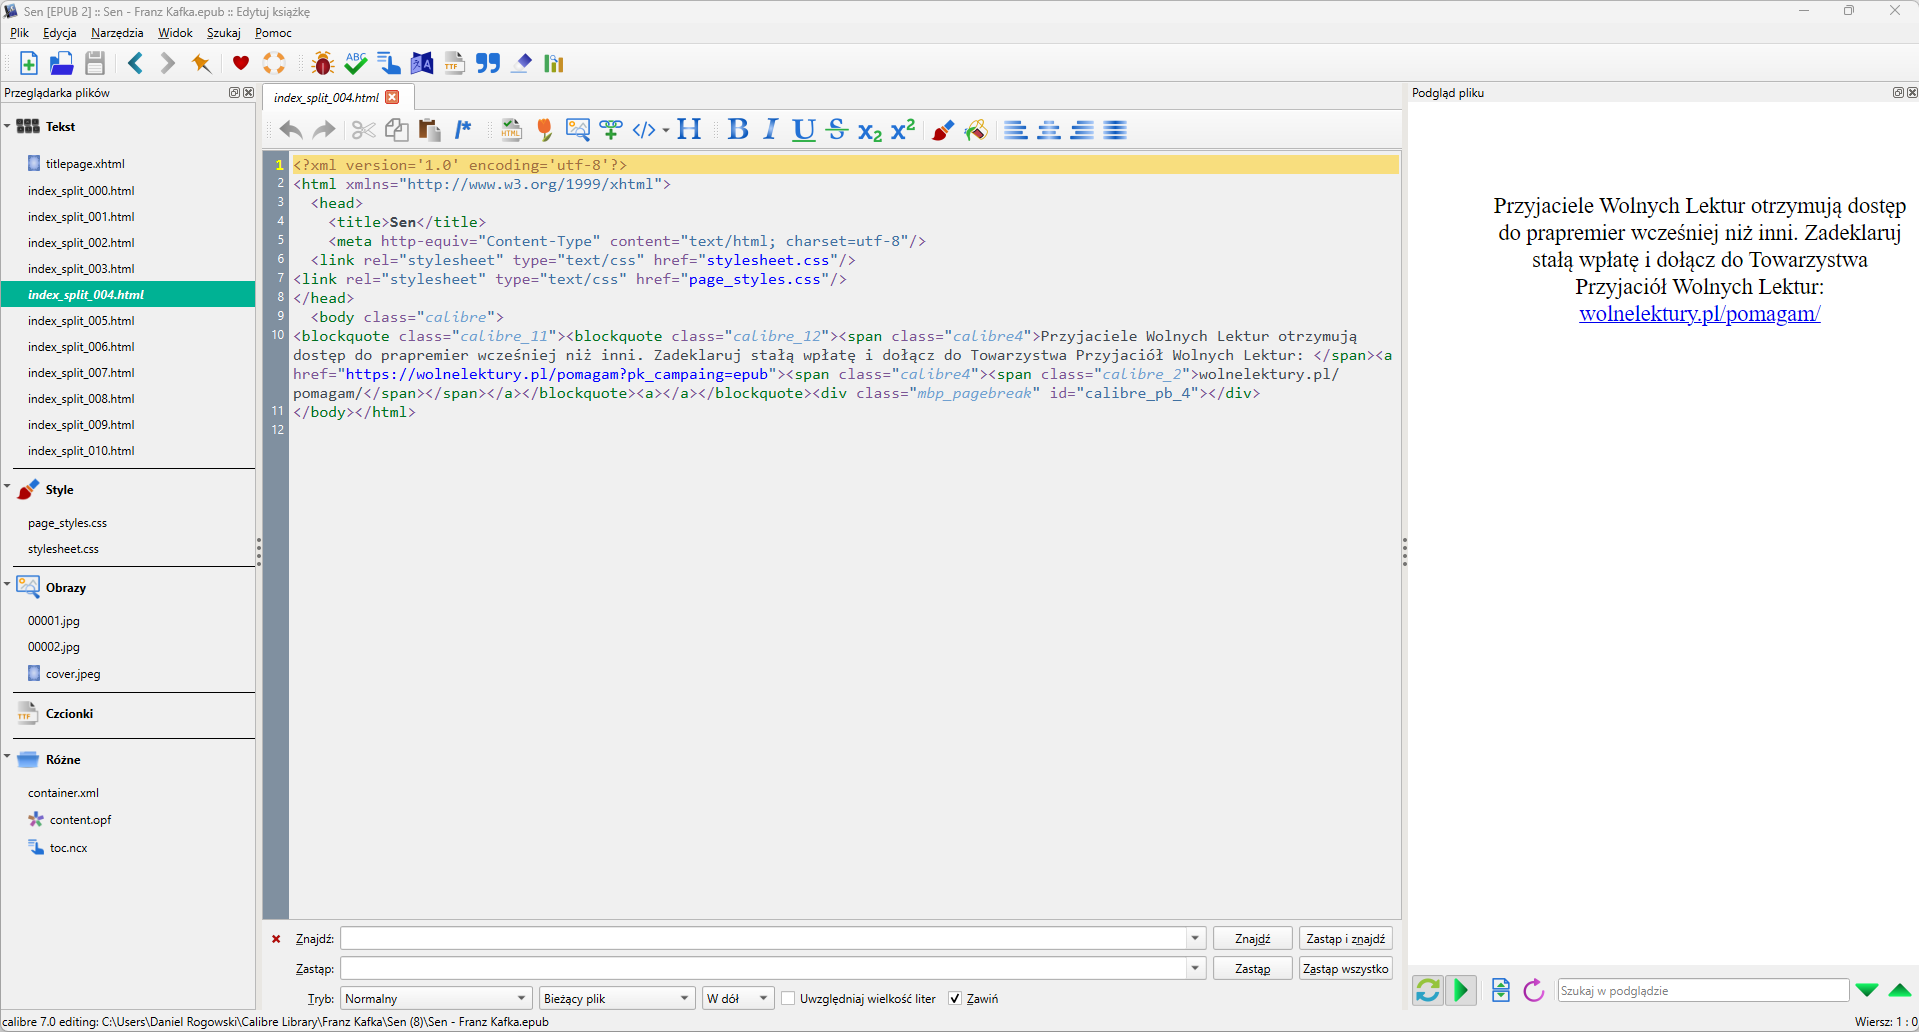 Sen [EPUB 2] :: Sen - Franz Kafka.epub :: Edytuj książkę
Plik Edycja Narzędzia Widok Szukaj Pomoc
Przeglądarka plików
Tekst
titlepage.xhtml
index_split_000.html
index_split_001.html
index_split_002.html
index_split_003.html
index_split_004.html
index_split_005.html
index_split_006.html
index_split_007.html
index_split_008.html
index_split_009.html
index_split_010.html
Style
page_styles.css
stylesheet.css
Obrazy
00001.jpg
00002.jpg
cover.jpeg
Czcionki
Różne
container.xml
content.opf
toc.ncx
index_split_004.html
1 <?xml version='1.0' encoding='utf-8'?>
2 <html xmlns="http://www.w3.org/1999/xhtml">
3 <head>
4 <title>Sen</title>
5 <meta http-equiv="Content-Type" content="text/html; charset=utf-8"/>
6 <link rel="stylesheet" type="text/css" href="stylesheet.css"/>
7 <link rel="stylesheet" type="text/css" href="page_styles.css"/>
8 </head>
9 <body class="calibre">
10 <blockquote class="calibre_11"><blockquote class="calibre_12"><span class="calibre4">Przyjaciele Wolnych Lektur otrzymują
dostęp do prapremier wcześniej niż inni. Zadeklaruj stałą wpłatę i dołącz do Towarzystwa Przyjaciół Wolnych Lektur: </span><a
href="https://wolnelektury.pl/pomagam?pk_campaing=epub"><span class="calibre4"><span class="calibre_2">wolnelektury.pl/
pomagam/</span></span></a></blockquote><a></a></blockquote><div class="mbp_pagebreak" id="calibre_pb_4"></div>
11 </body></html>
12
Znajdź: Znajdź Zastąp i znajdź
Zastąp: Zastąp Zastąp wszystko
Tryb: Normalny Bieżący plik W dół Uwzględniaj wielkość liter Zawiń
Podgląd pliku
Przyjaciele Wolnych Lektur otrzymują dostęp
do prapremier wcześniej niż inni. Zadeklaruj
stałą wpłatę i dołącz do Towarzystwa
Przyjaciół Wolnych Lektur:
wolnelektury.pl/pomagam/
Szukaj w podglądzie
calibre 7.0 editing: C:\Users\Daniel Rogowski\Calibre Library\Franz Kafka\Sen (8)\Sen - Franz Kafka.epub
Wiersz: 1 : 0